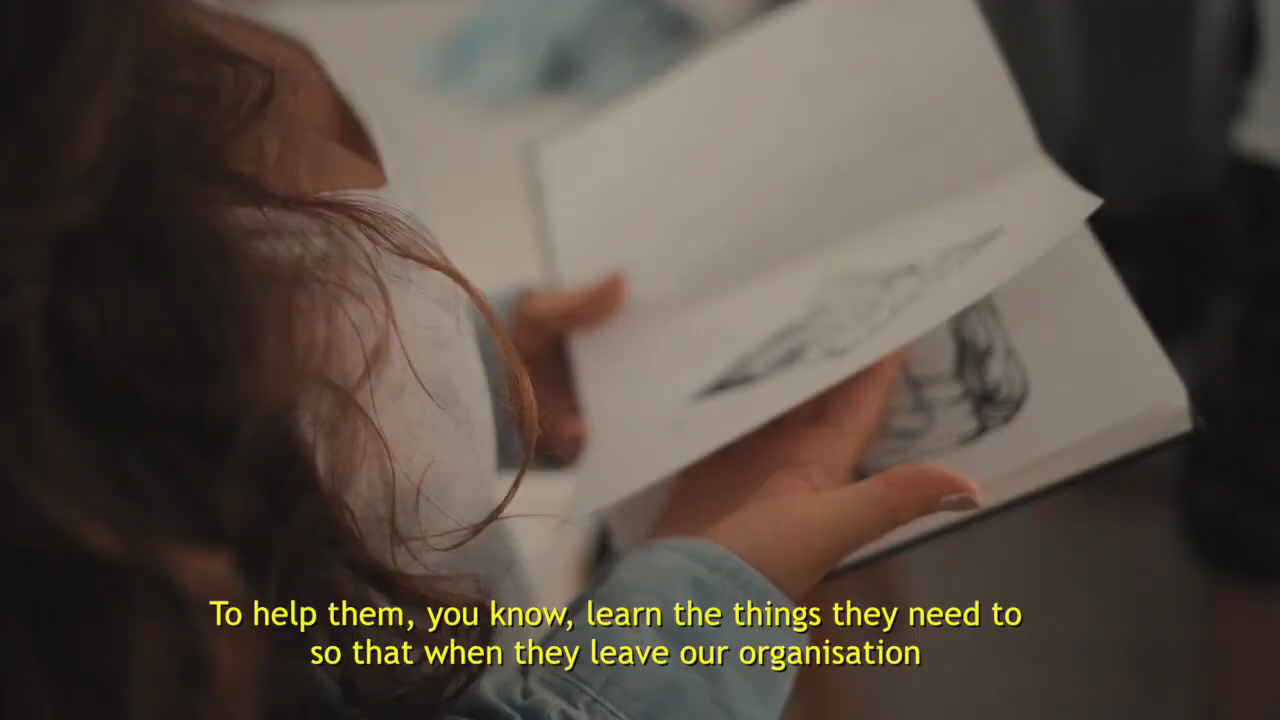 To help them, you know, learn the things they need to
so that when they leave our organisation